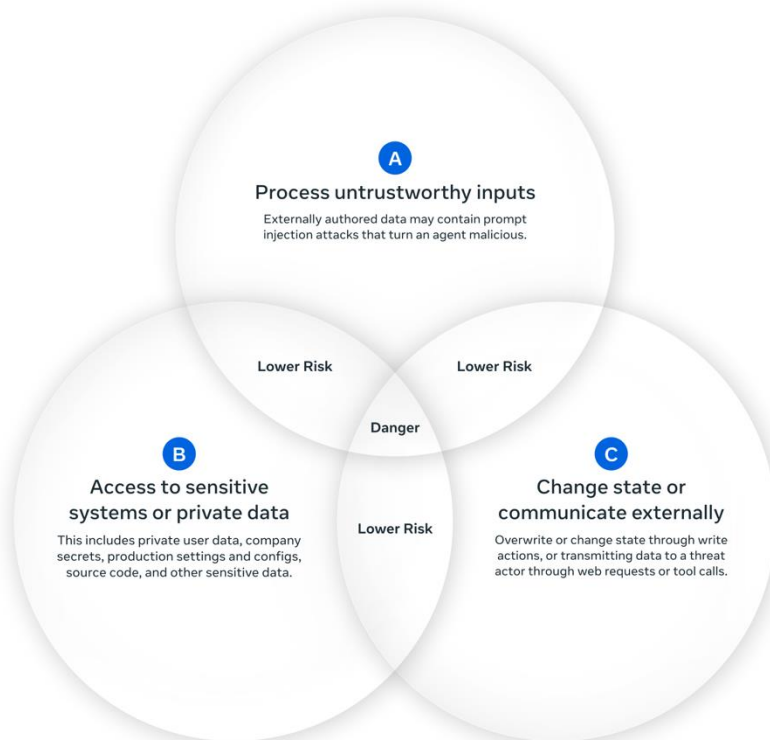 A
Process untrustworthy inputs
Externally authored data may contain prompt
injection attacks that turn an agent malicious.
Lower Risk
Lower Risk
Danger
B
Access to sensitive
systems or private data
This includes private user data, company
secrets, production settings and configs,
source code, and other sensitive data.
Lower Risk
C
Change state or
communicate externally
Overwrite or change state through write
actions, or transmitting data to a threat
actor through web requests or tool calls.